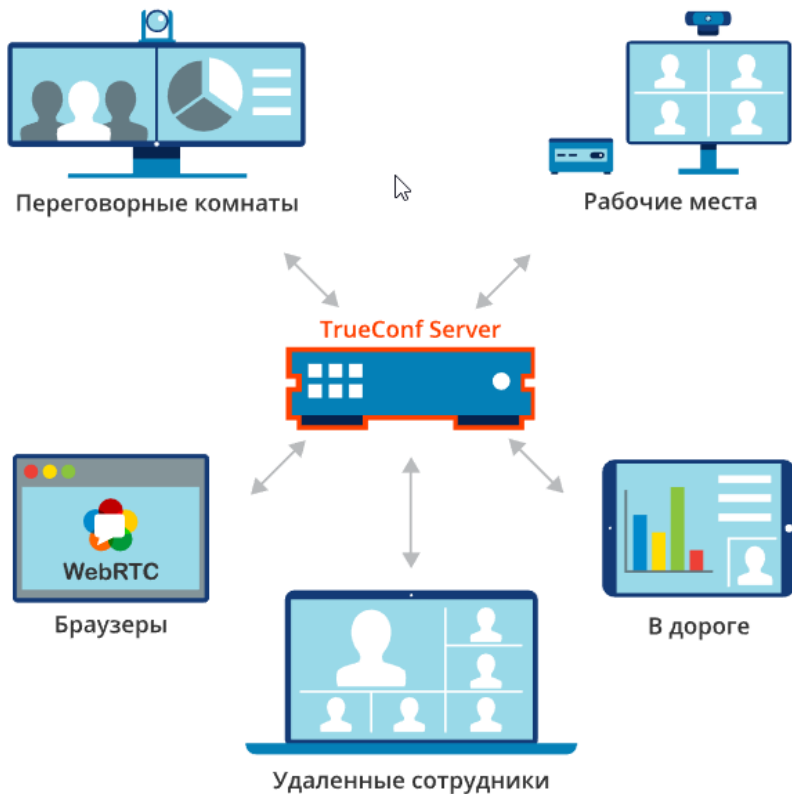 Переговорные комнаты
Рабочие места
TrueConf Server
WebRTC
Браузеры
В дороге
Удаленные сотрудники